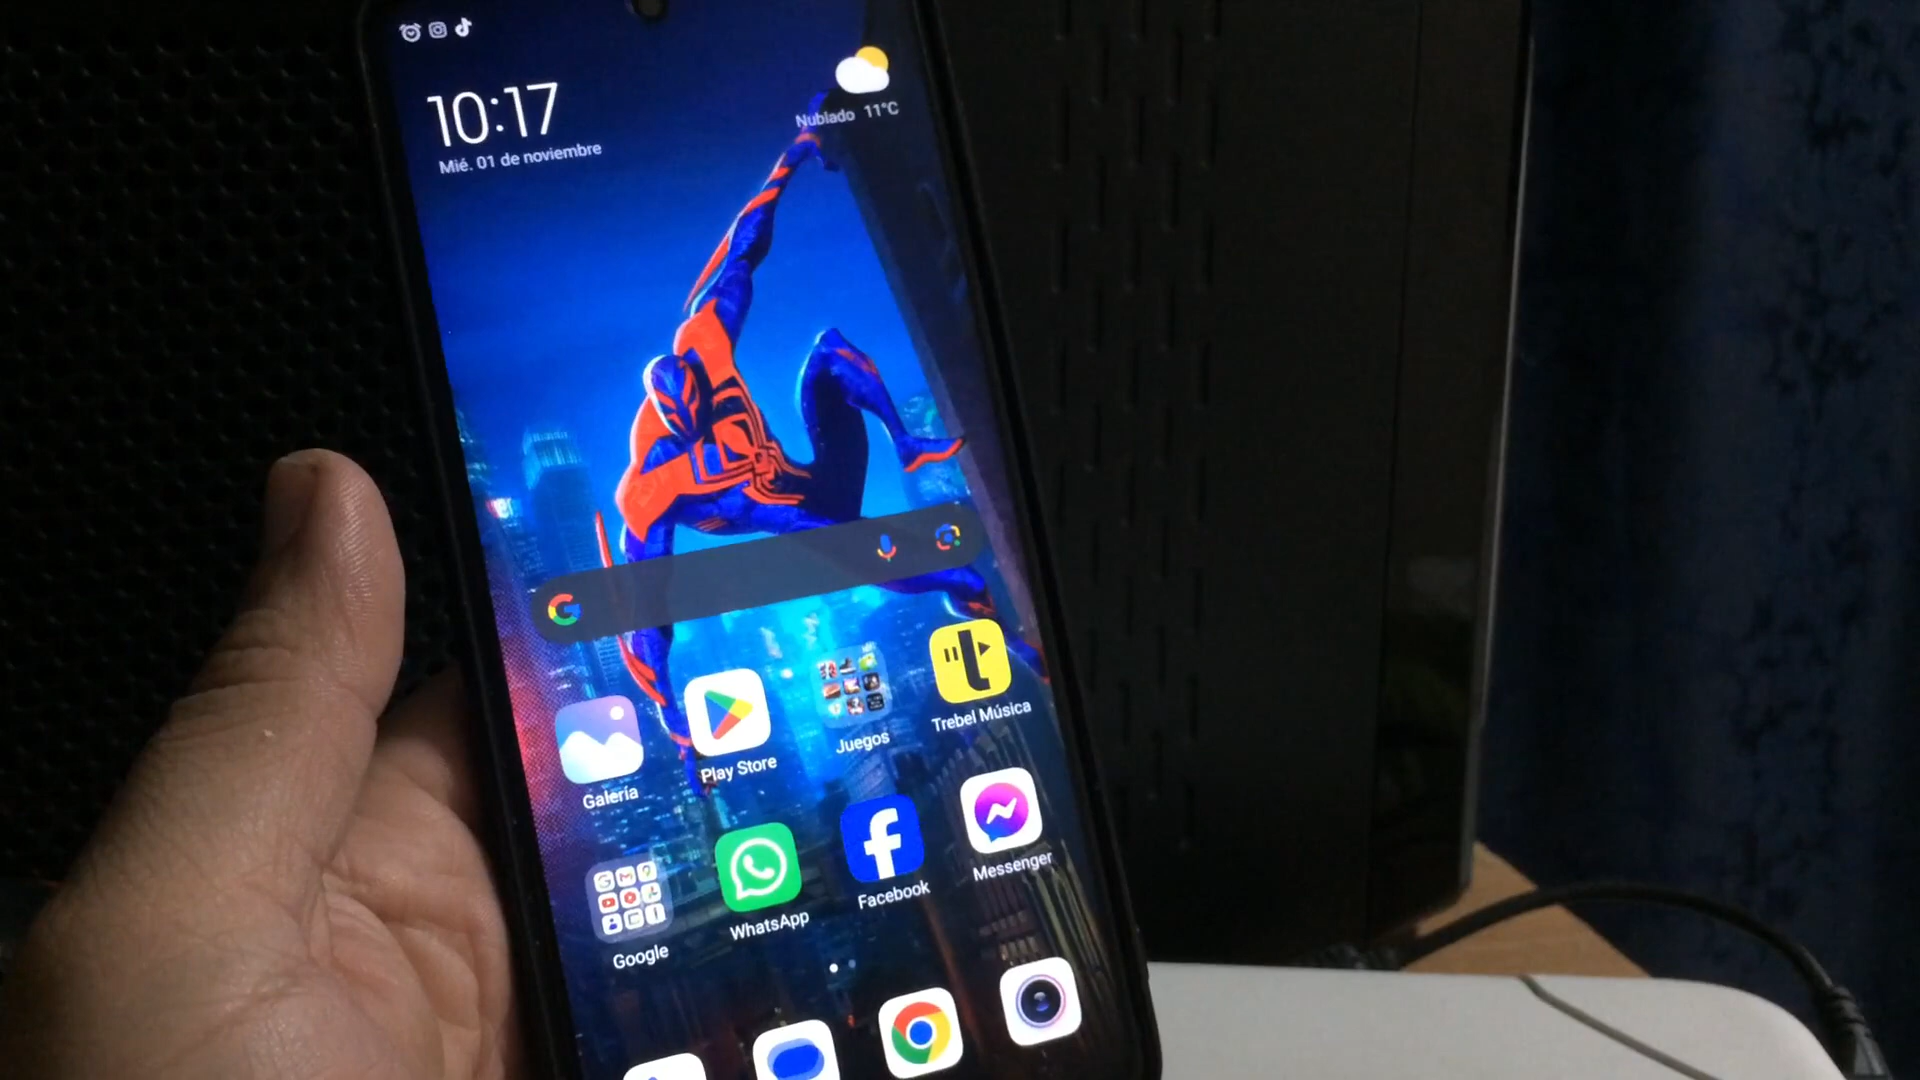 10:17
Mié. 01 de noviembre
Nublado 11°C
Galería
Play Store
Juegos
Trebel Música
Google
WhatsApp
Facebook
Messenger